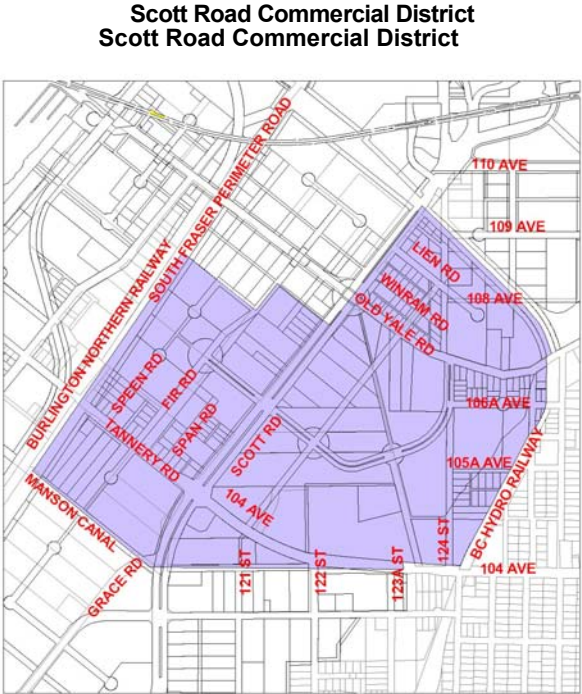 Scott Road Commercial District
Scott Road Commercial District
SOUTH FRASER PERIMETER ROAD
110 AVE
109 AVE
BURLINGTON NORTHERN RAILWAY
LIEN RD
WINRAM RD
108 AVE
OLD YALE RD
SPEEN RD
FIR RD
SPAN RD
106A AVE
TANNERY RD
SCOTT RD
105A AVE
BC HYDRO RAILWAY
MANSON CANAL
104 AVE
124 ST
121 ST
122 ST
123A ST
104 AVE
GRACE RD